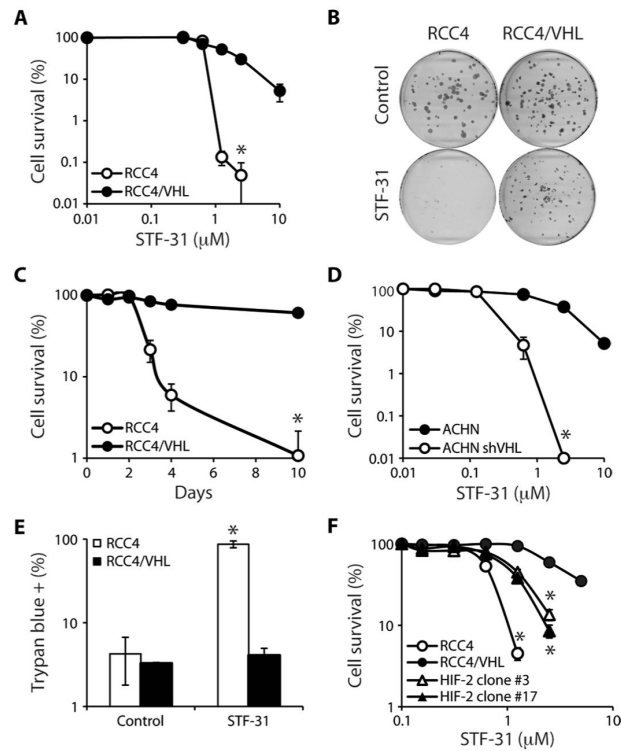 A
Cell survival (%)
100
10
1
0.1
0.01
*
RCC4
RCC4/VHL
0.01 0.1 1 10
STF-31 (μM)
B
RCC4 RCC4/VHL
Control
STF-31
C
Cell survival (%)
100
10
1
*
RCC4
RCC4/VHL
0 2 4 6 8 10
Days
D
Cell survival (%)
100
10
1
0.1
0.01
*
ACHN
ACHN shVHL
0.01 0.1 1 10
STF-31 (μM)
E
Trypan blue + (%)
100
10
1
RCC4
RCC4/VHL
*
Control STF-31
F
Cell survival (%)
100
10
1
*
*
*
RCC4
RCC4/VHL
HIF-2 clone #3
HIF-2 clone #17
0.1 1 10
STF-31 (μM)